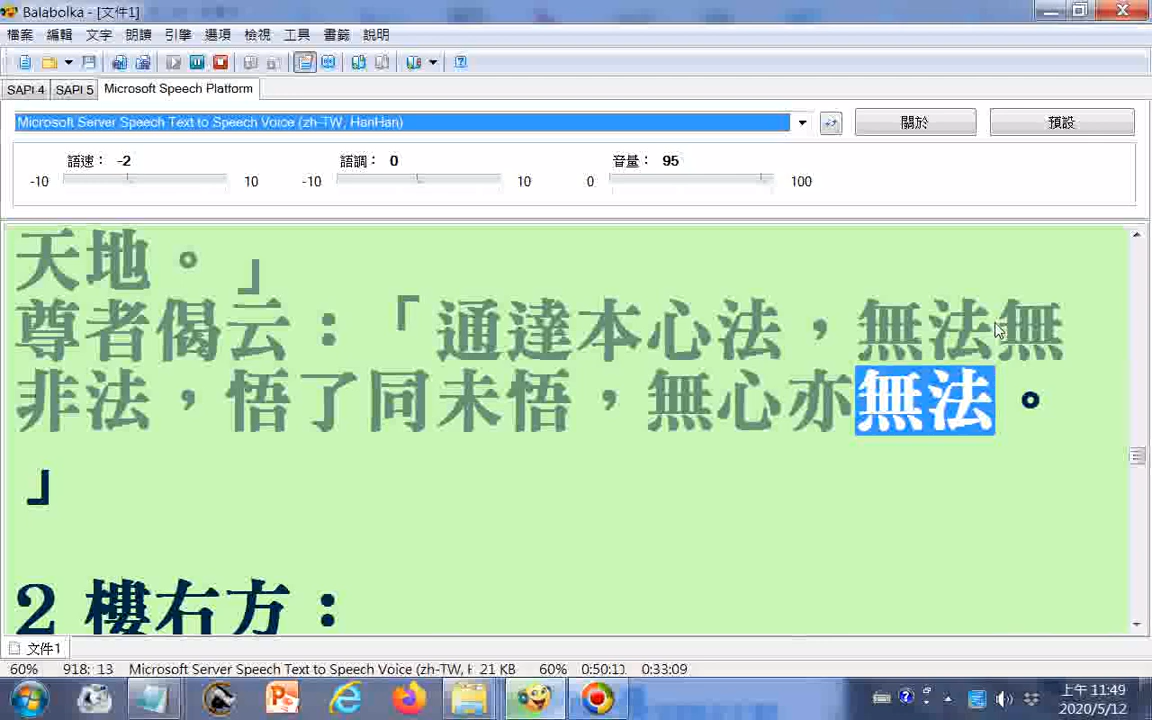 Balabolka - [文件1]
檔案 編輯 文字 朗讀 引擎 選項 檢視 工具 書籤 說明
SAPI 4 SAPI 5 Microsoft Speech Platform
Microsoft Server Speech Text to Speech Voice (zh-TW, HanHan)
關於 預設
語速： -2 語調： 0 音量： 95
-10 10 -10 10 0 100
天地。」
尊者偈云：「通達本心法，無法無
非法，悟了同未悟，無心亦無法。
」
2 樓右方：
文件1
60% 918: 13 Microsoft Server Speech Text to Speech Voice (zh-TW, 21 KB 60% 0:50:11 0:33:09
上午 11:49
2020/5/12